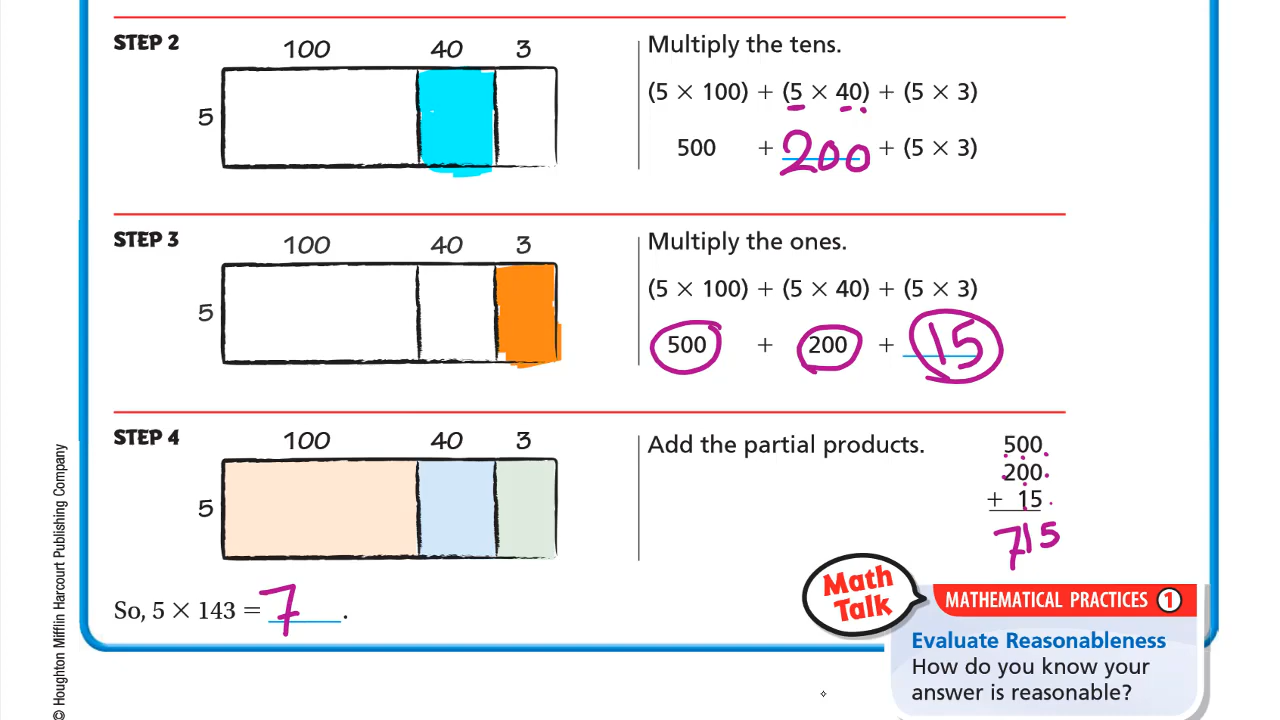 STEP 2
100 40 3
5
Multiply the tens.
(5 × 100) + (5 × 40) + (5 × 3)
500 + 200 + (5 × 3)
STEP 3
100 40 3
5
Multiply the ones.
(5 × 100) + (5 × 40) + (5 × 3)
500 + 200 + 15
STEP 4
100 40 3
5
Add the partial products.
500
200
+ 15
715
So, 5 × 143 = 7 .
Math
Talk
MATHEMATICAL PRACTICES 1
Evaluate Reasonableness
How do you know your
answer is reasonable?
© Houghton Mifflin Harcourt Publishing Company